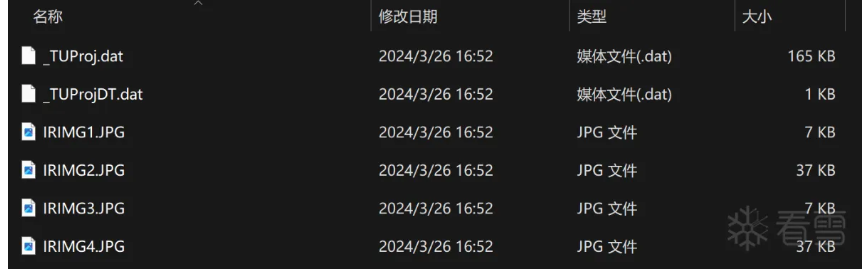 名称 修改日期 类型 大小
_TUProj.dat 2024/3/26 16:52 媒体文件(.dat) 165 KB
_TUProjDT.dat 2024/3/26 16:52 媒体文件(.dat) 1 KB
IRIMG1.JPG 2024/3/26 16:52 JPG 文件 7 KB
IRIMG2.JPG 2024/3/26 16:52 JPG 文件 37 KB
IRIMG3.JPG 2024/3/26 16:52 JPG 文件 7 KB
IRIMG4.JPG 2024/3/26 16:52 JPG 文件 37 KB
看雪